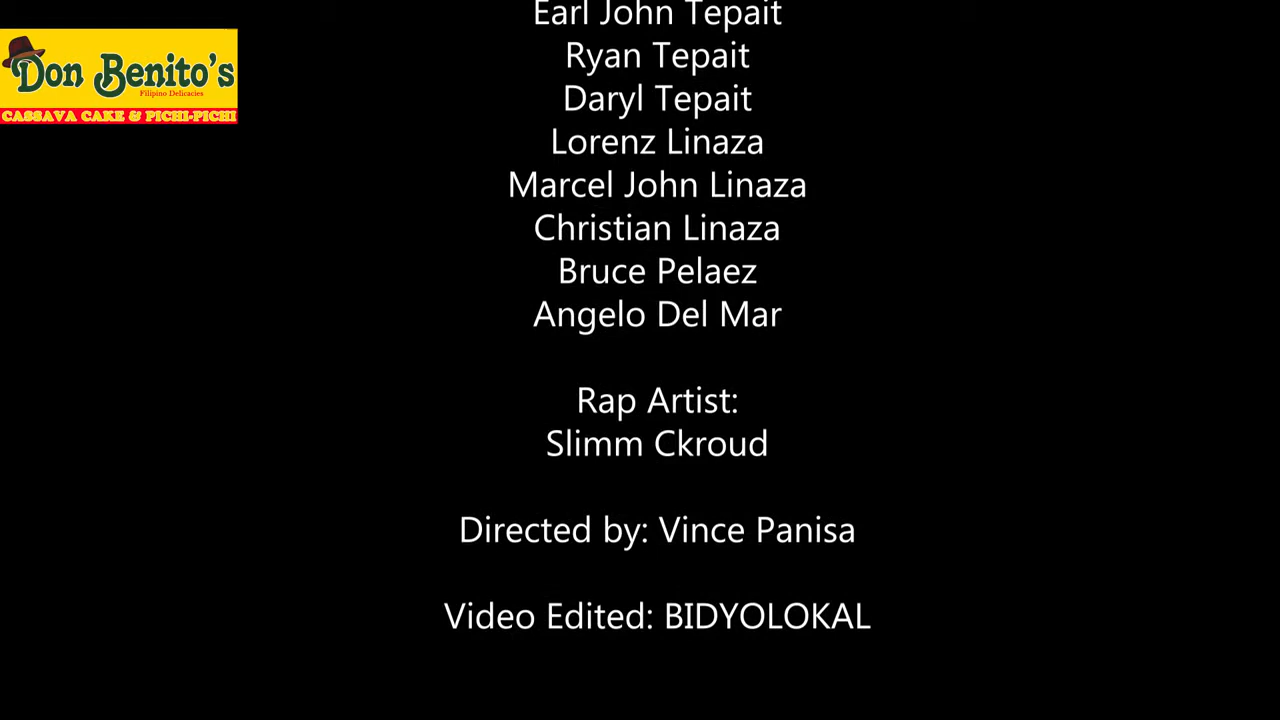 Don Benito's
Filipino Delicacies
CASSAVA CAKE & PICHI-PICHI
Earl John Tepait
Ryan Tepait
Daryl Tepait
Lorenz Linaza
Marcel John Linaza
Christian Linaza
Bruce Pelaez
Angelo Del Mar
Rap Artist:
Slimm Ckroud
Directed by: Vince Panisa
Video Edited: BIDYOLOKAL